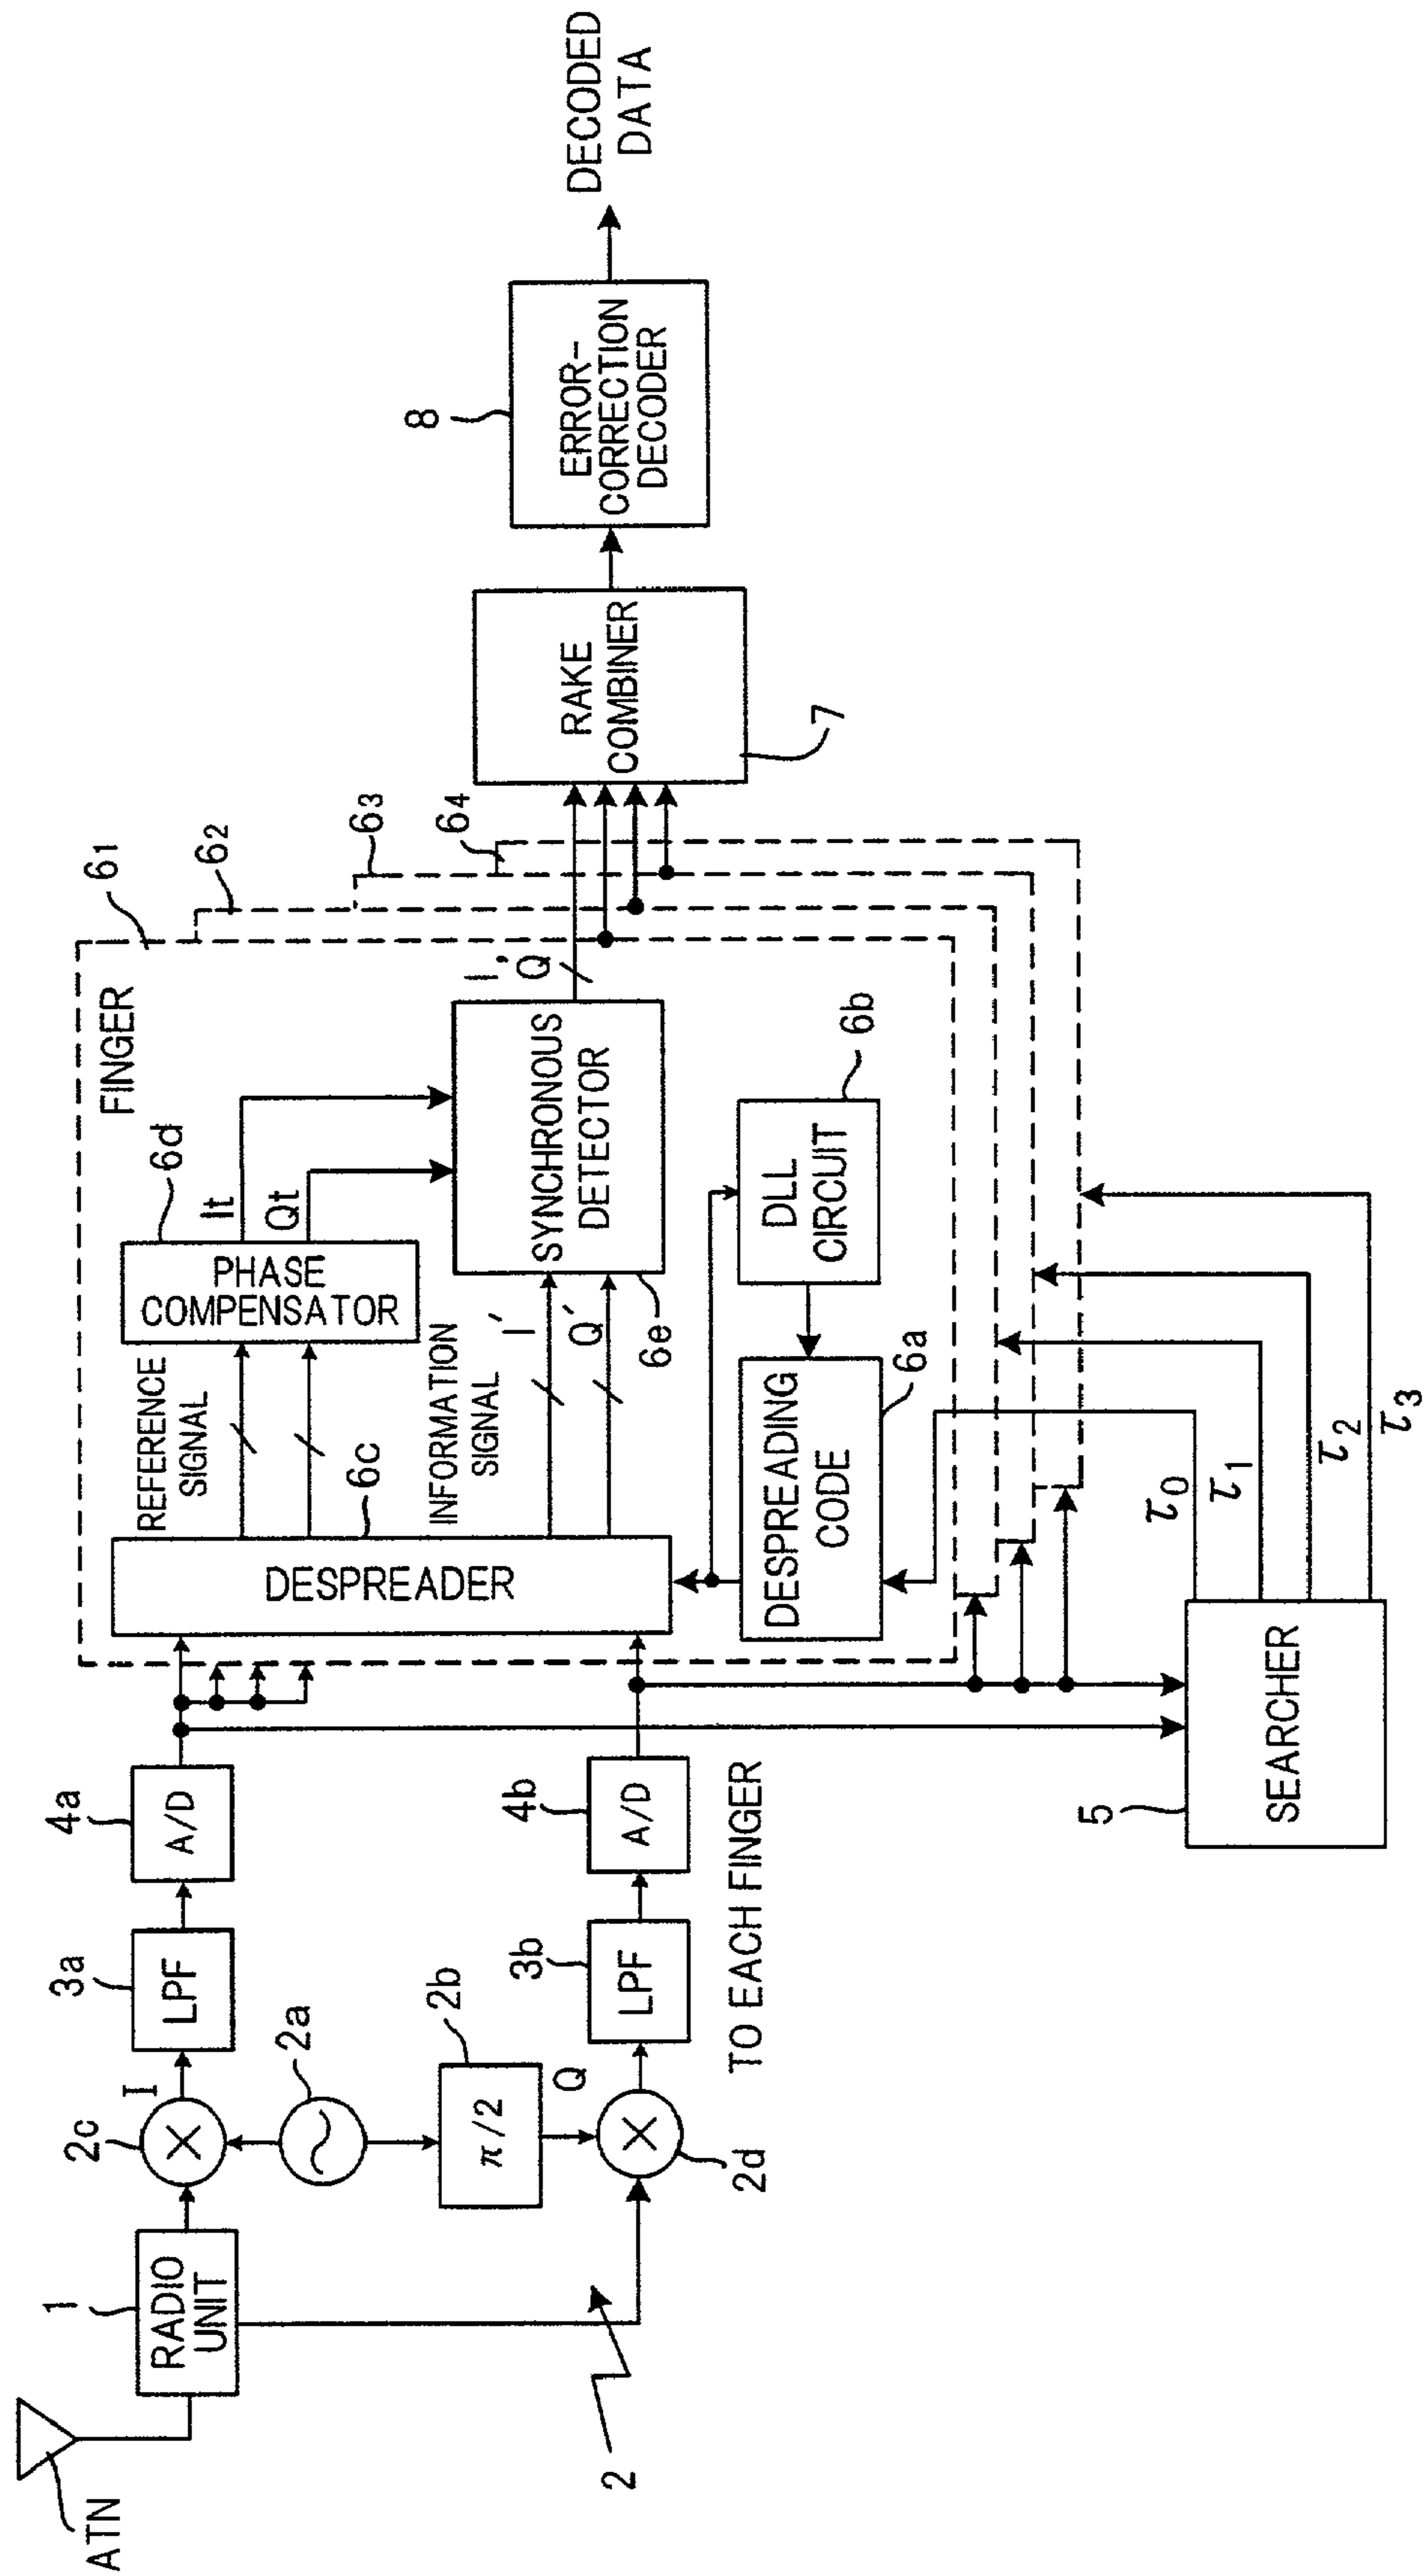 ATN
1
RADIO
UNIT
2
2c
I
2a
2b
π/2
Q
2d
3a
LPF
3b
LPF
4a
A/D
4b
A/D
TO EACH FINGER
5
SEARCHER
τ0
τ1
τ2
τ3
FINGER
61
62
63
64
DESPREADER
6c
REFERENCE
SIGNAL
INFORMATION
SIGNAL
I'
Q'
PHASE
COMPENSATOR
6d
It
Qt
SYNCHRONOUS
DETECTOR
6e
I,
Q
DESPREADING
CODE
6a
DLL
CIRCUIT
6b
RAKE
COMBINER
7
8
ERROR-
CORRECTION
DECODER
DECODED
DATA